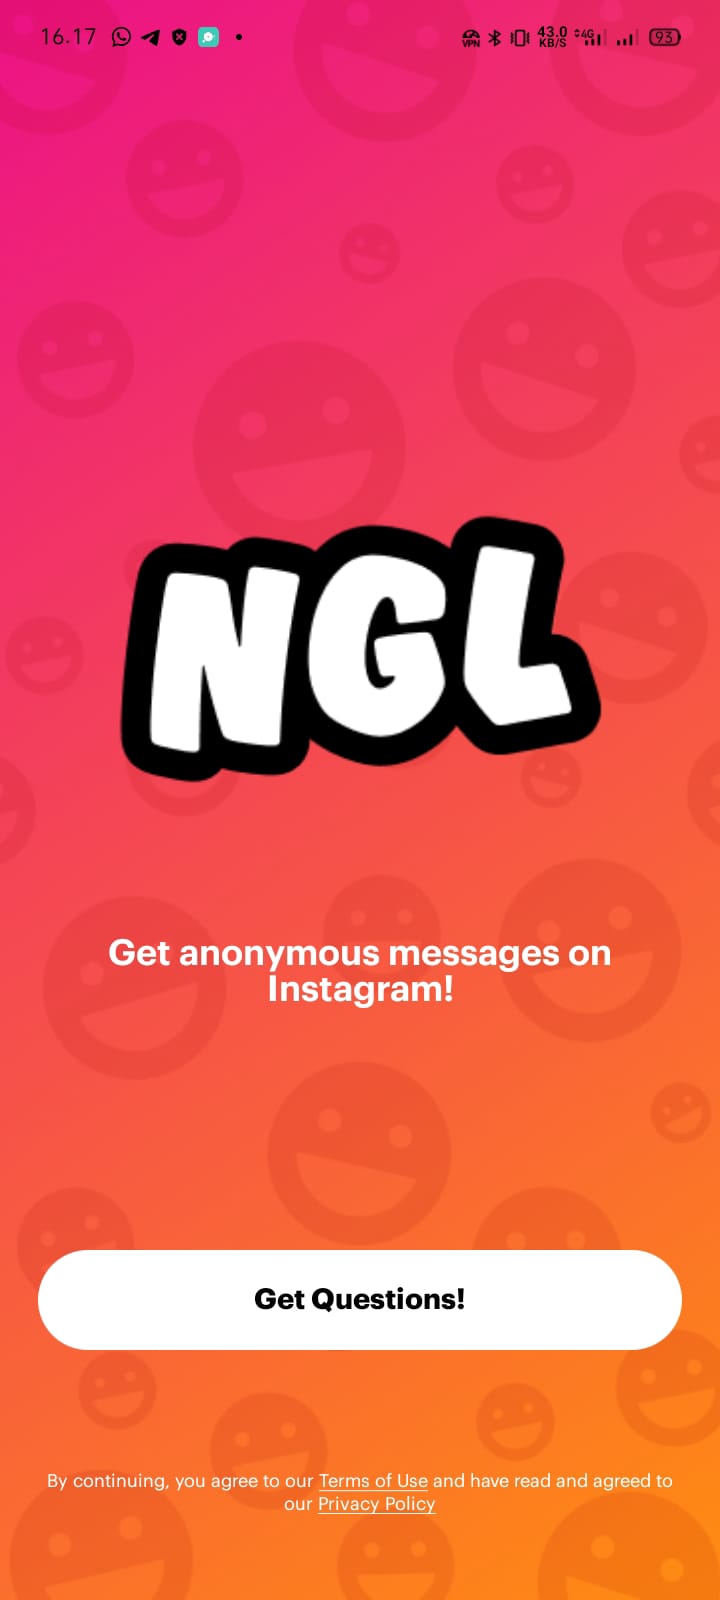 16.17 VPN 43.0 KB/S 4G 93
NGL
Get anonymous messages on
Instagram!
Get Questions!
By continuing, you agree to our Terms of Use and have read and agreed to
our Privacy Policy